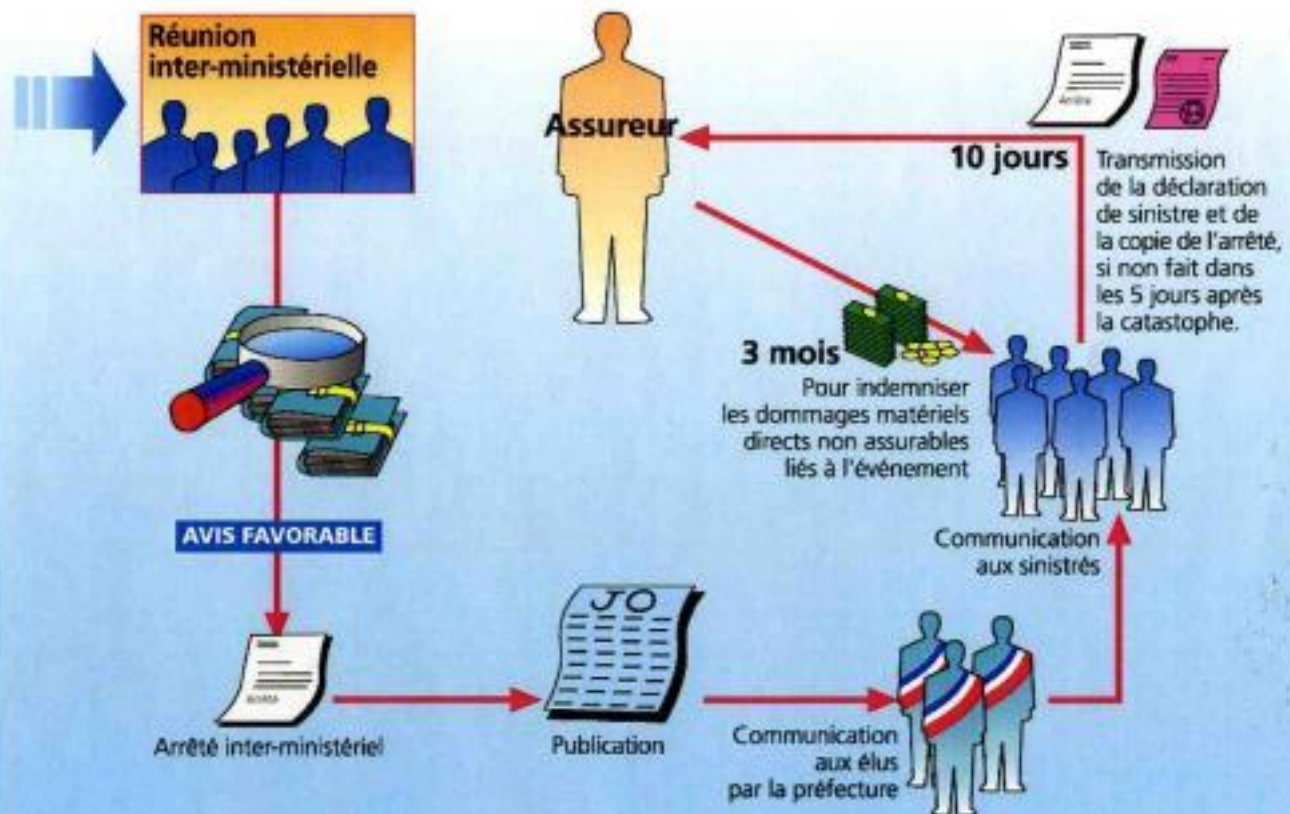 Réunion
inter-ministérielle
Assureur
Arrêté
10 jours
Transmission
de la déclaration
de sinistre et de
la copie de l'arrêté,
si non fait dans
les 5 jours après
la catastophe.
3 mois
Pour indemniser
les dommages matériels
directs non assurables
liés à l'événement
AVIS FAVORABLE
Communication
aux sinistrés
JO
Arrêté inter-ministériel
Publication
Communication
aux élus
par la préfecture